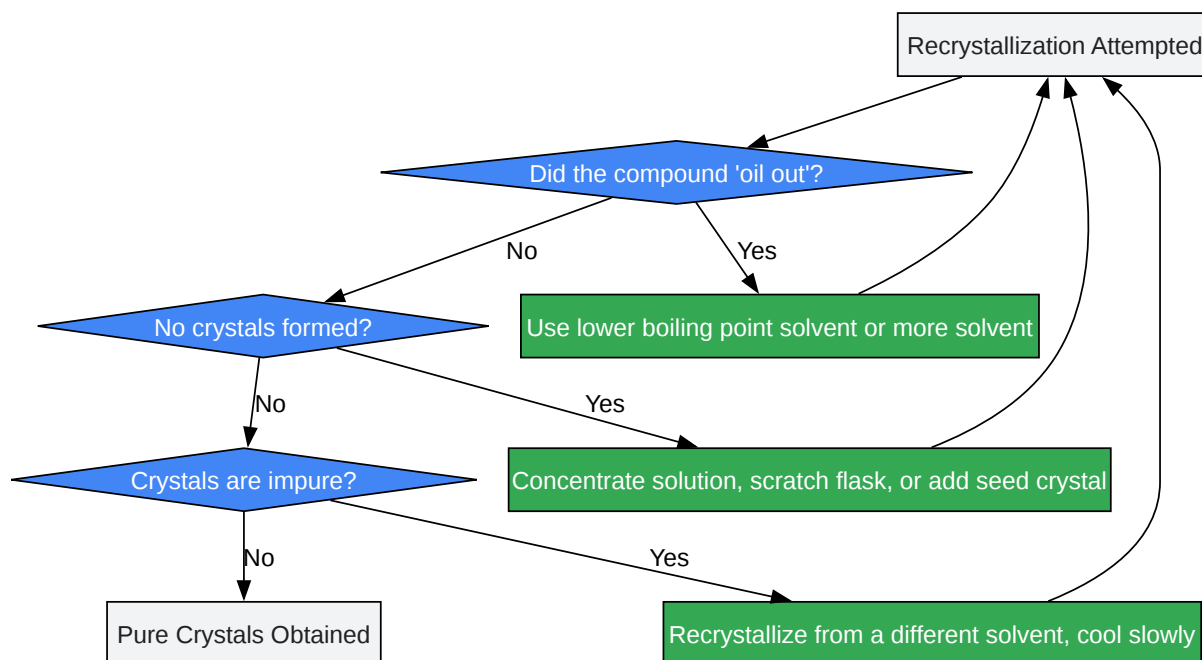 Recrystallization Attempted
Did the compound 'oil out'?
No
Yes
No crystals formed?
Use lower boiling point solvent or more solvent
No
Yes
Crystals are impure?
Concentrate solution, scratch flask, or add seed crystal
No
Yes
Pure Crystals Obtained
Recrystallize from a different solvent, cool slowly